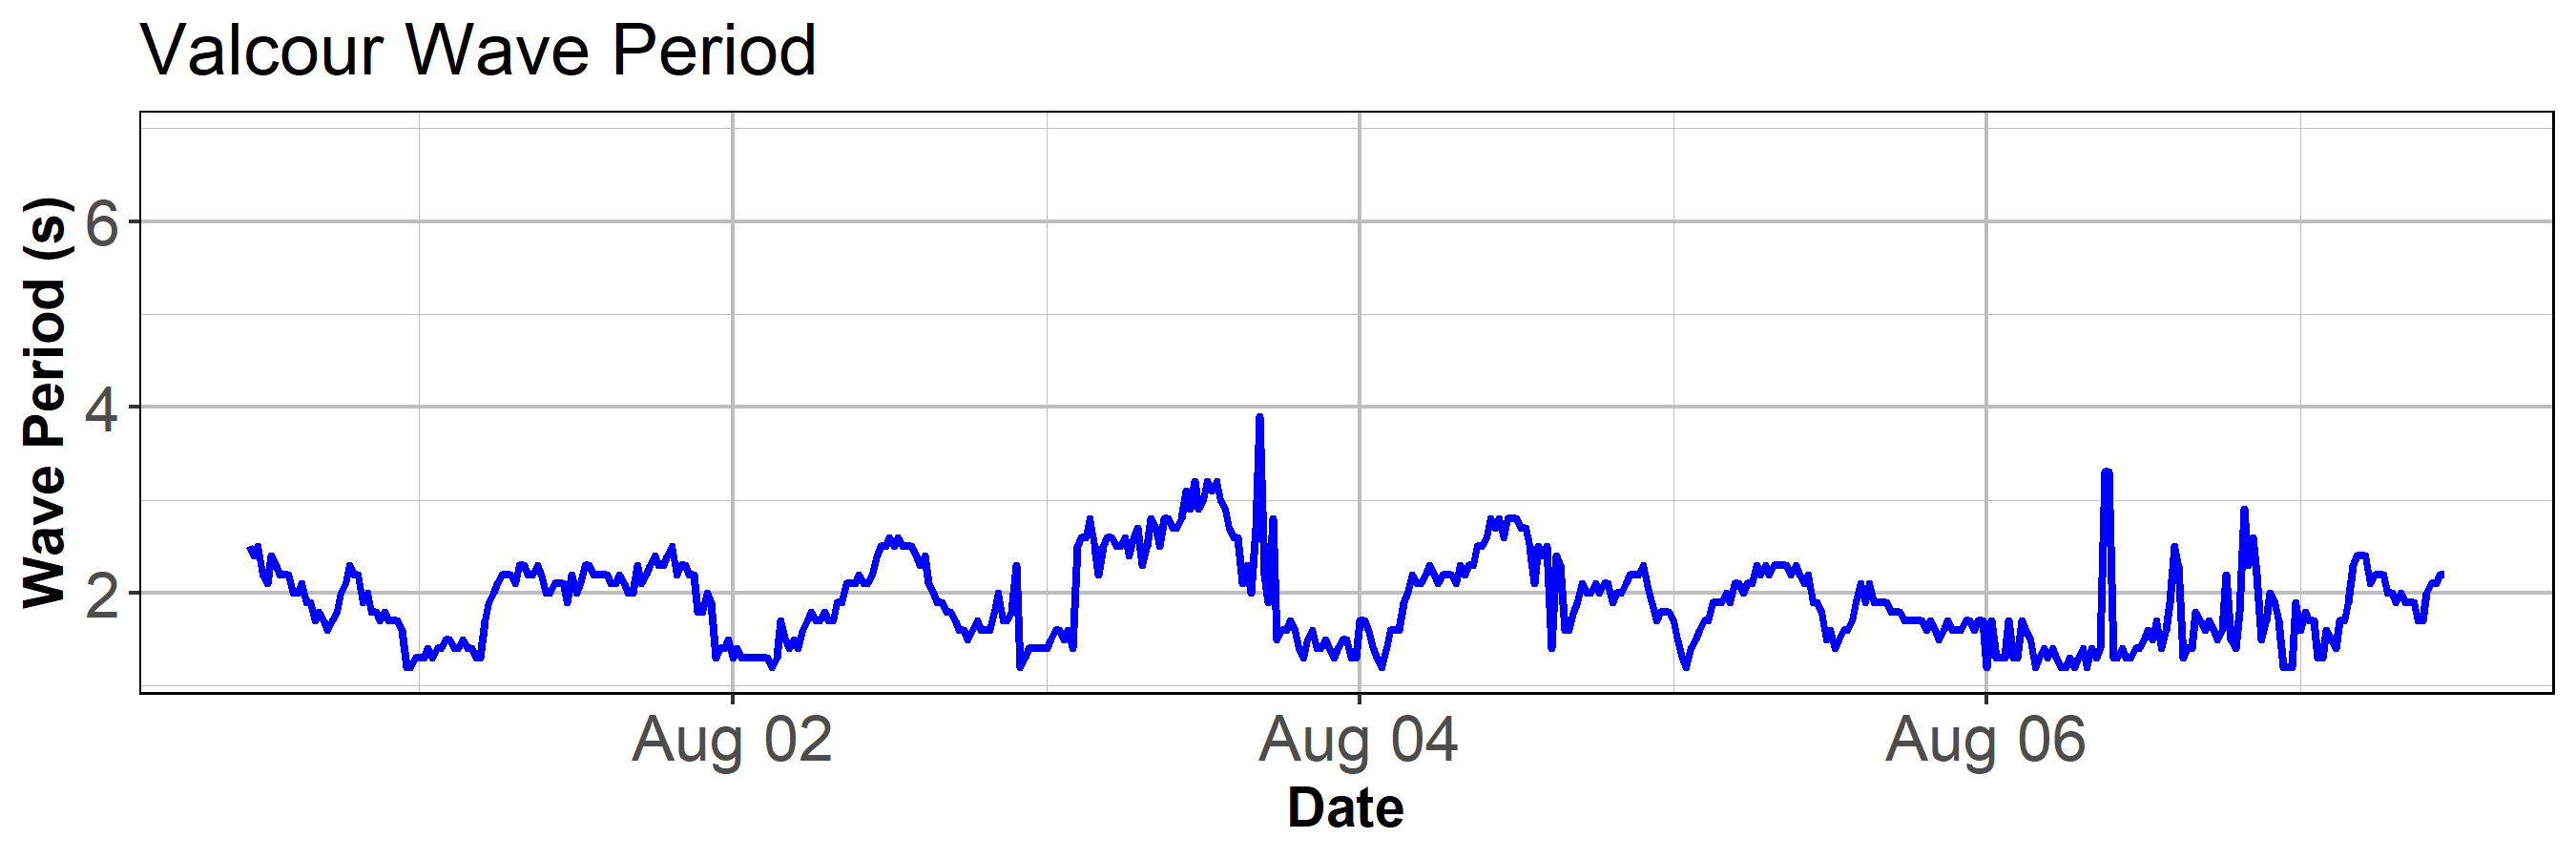 Valcour Wave Period
Wave Period (s)
6
4
2
Aug 02 Aug 04 Aug 06
Date